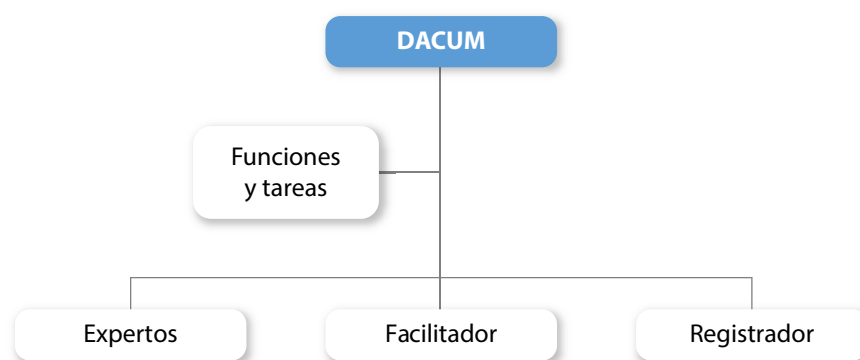 DACUM
Funciones
y tareas
Expertos
Facilitador
Registrador